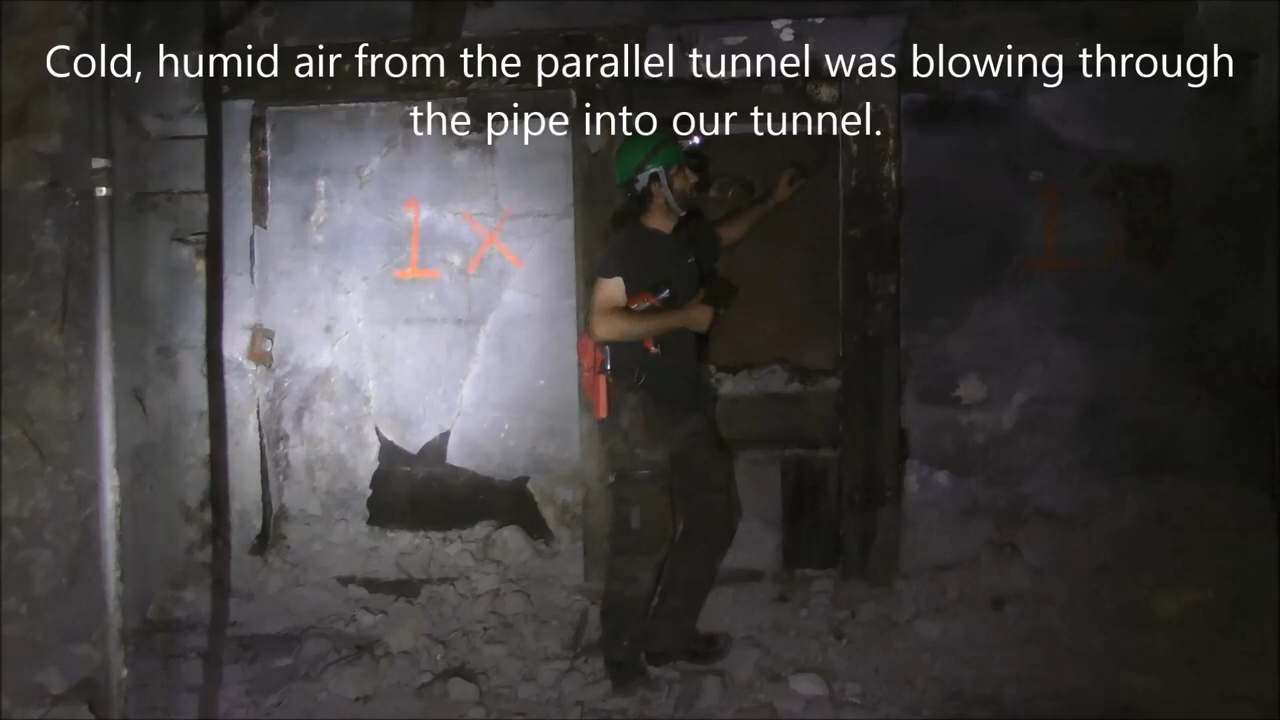 Cold, humid air from the parallel tunnel was blowing through
the pipe into our tunnel.
1X